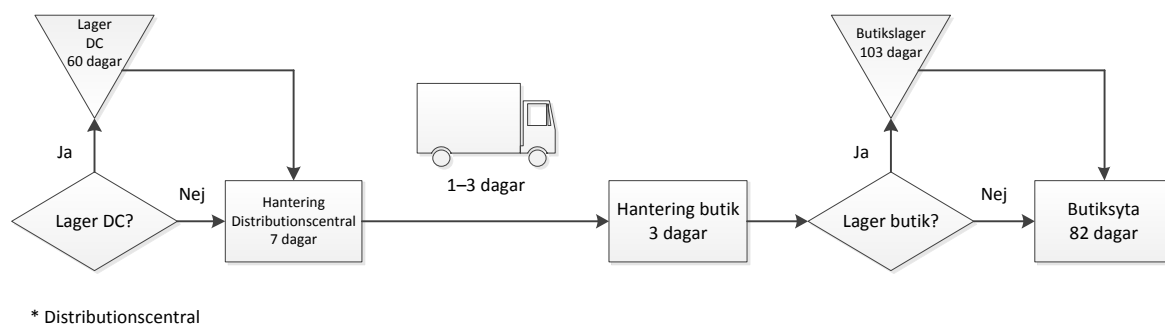 Lager
DC
60 dagar
Butikslager
103 dagar
Ja
Nej
1–3 dagar
Ja
Nej
Lager DC?
Hantering
Distributionscentral
7 dagar
Hantering butik
3 dagar
Lager butik?
Butiksyta
82 dagar
* Distributionscentral